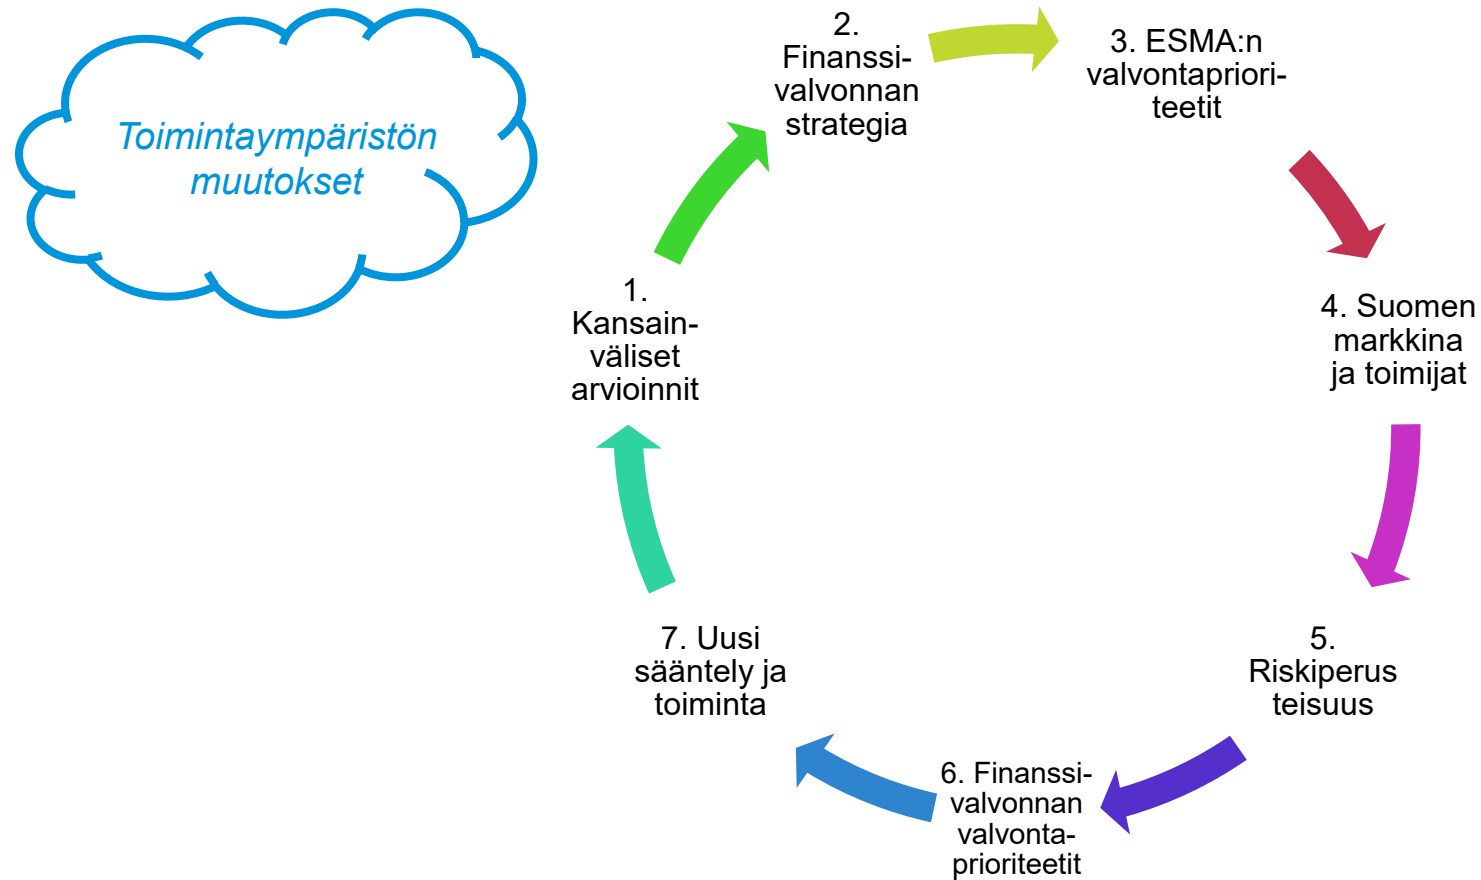 Toimintaympäristön
muutokset
1.
Kansain-
väliset
arvioinnit
2.
Finanssi-
valvonnan
strategia
3. ESMA:n
valvontapriori-
teetit
4. Suomen
markkina
ja toimijat
5.
Riskiperus
teisuus
6. Finanssi-
valvonnan
valvonta-
prioriteetit
7. Uusi
sääntely ja
toiminta